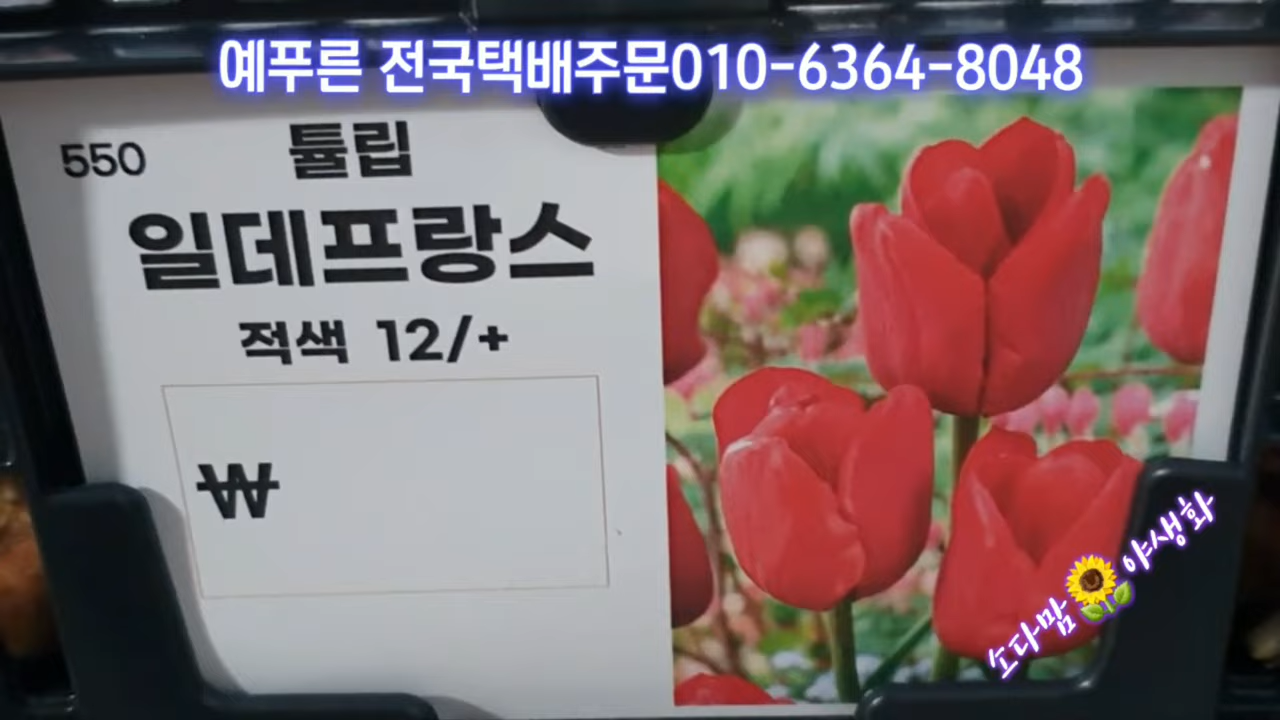 예푸른 전국택배주문010-6364-8048
550
튤립
일데프랑스
적색 12/+
₩
소다맘🌻야생화